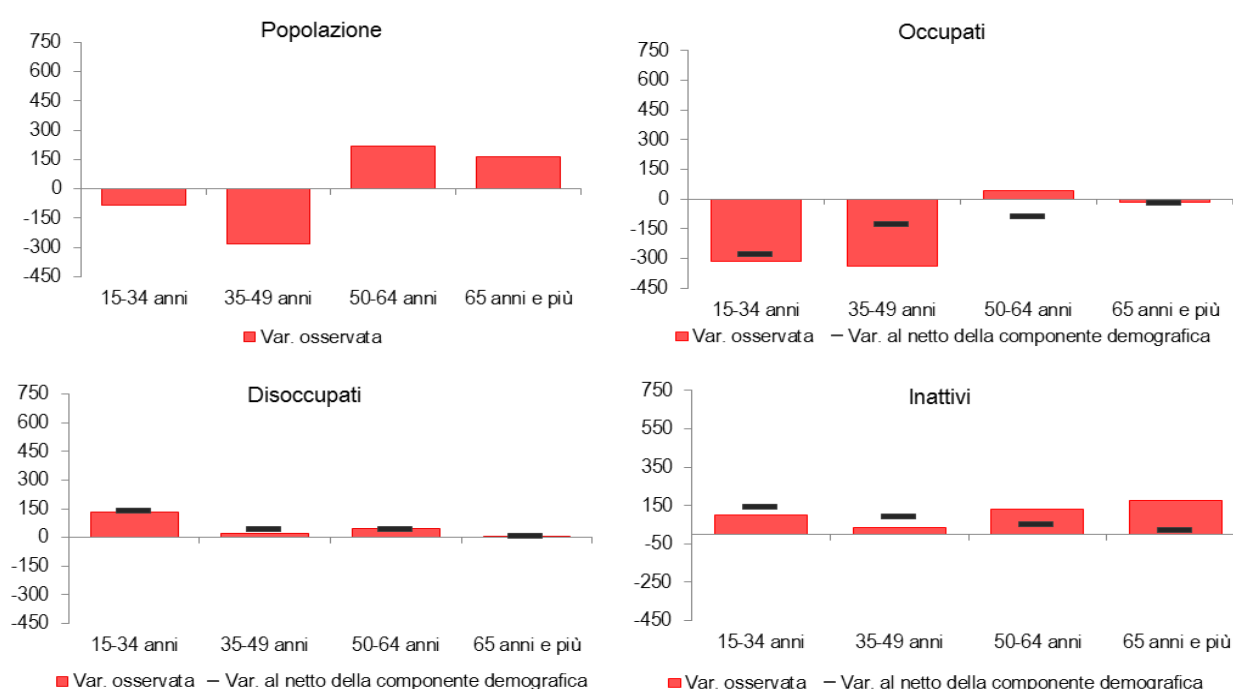 Popolazione
750
600
450
300
150
0
-150
-300
-450
15-34 anni 35-49 anni 50-64 anni 65 anni e più
Var. osservata
Occupati
750
600
450
300
150
0
-150
-300
-450
15-34 anni 35-49 anni 50-64 anni 65 anni e più
Var. osservata – Var. al netto della componente demografica
Disoccupati
750
600
450
300
150
0
-150
-300
-450
15-34 anni 35-49 anni 50-64 anni 65 anni e più
Var. osservata – Var. al netto della componente demografica
Inattivi
750
550
350
150
-50
-250
-450
15-34 anni 35-49 anni 50-64 anni 65 anni e più
Var. osservata – Var. al netto della componente demografica